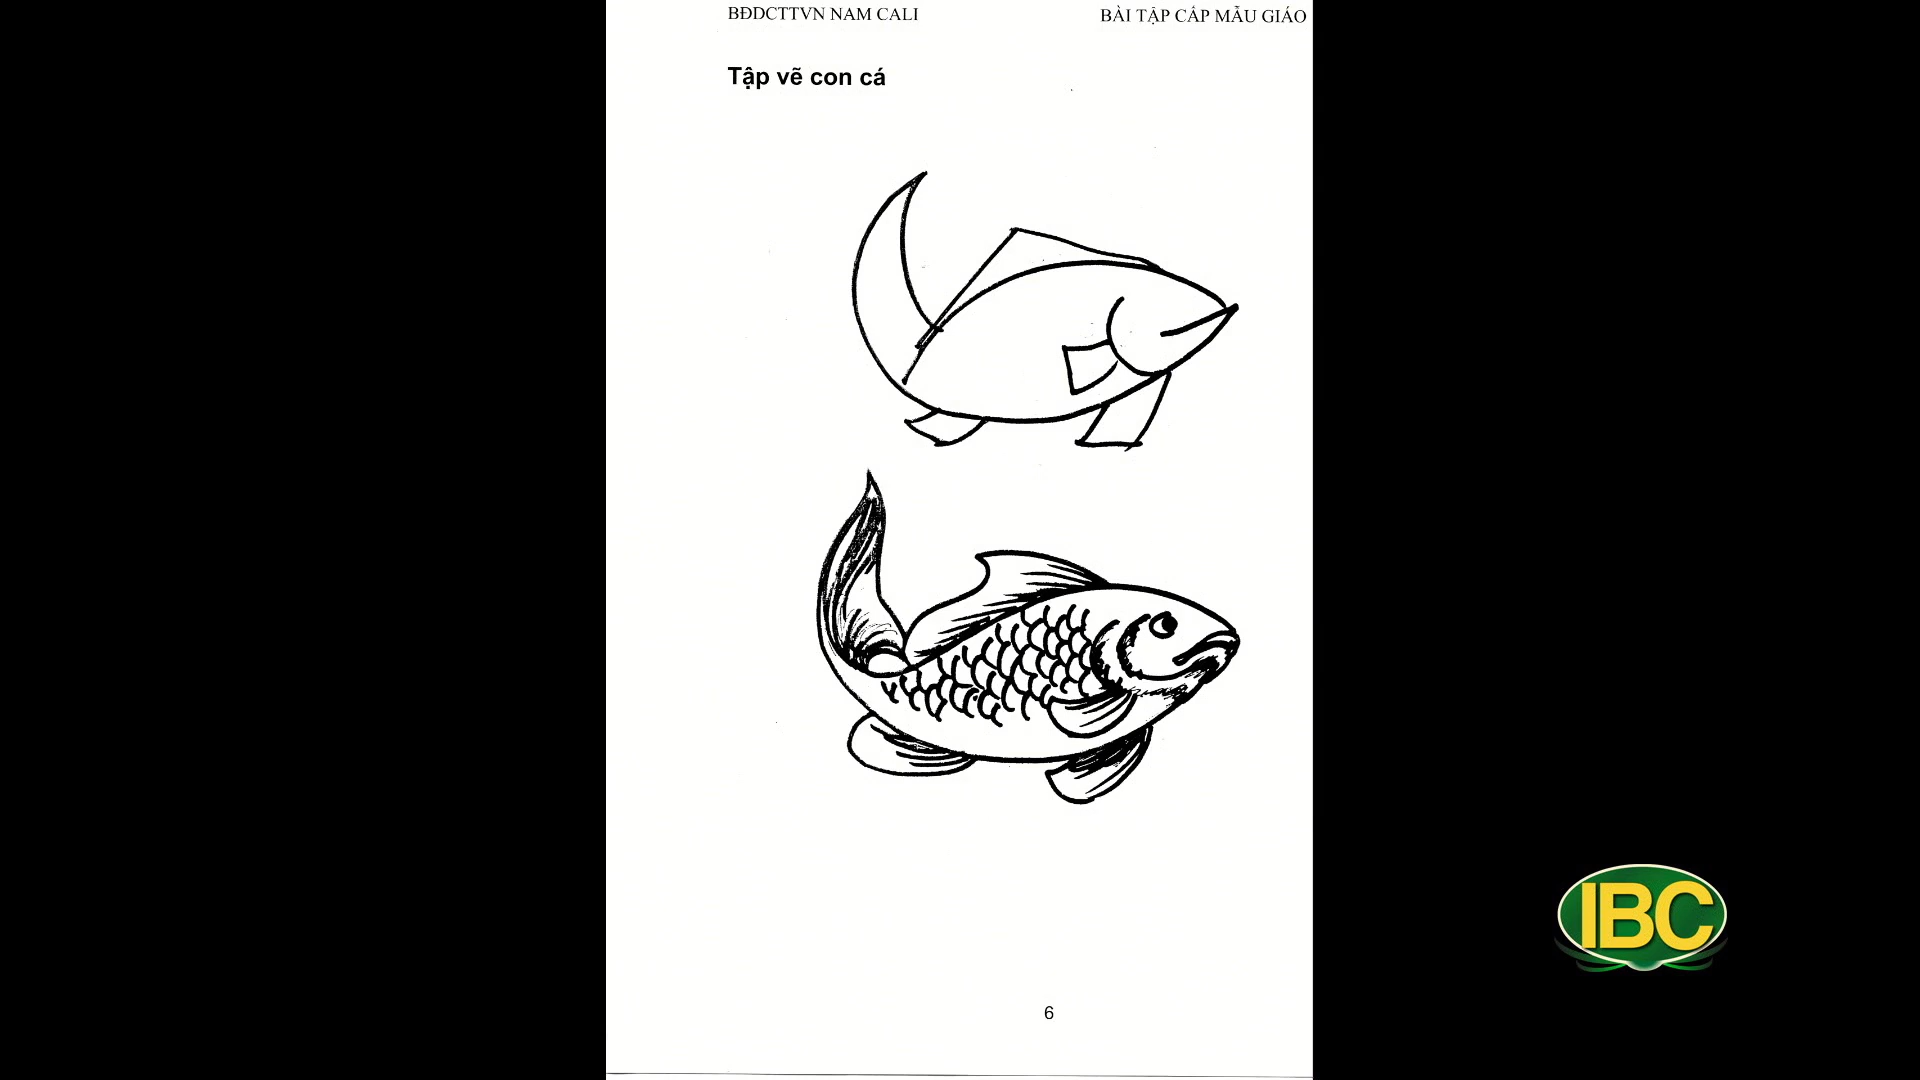 BĐDCTTVN NAM CALI
BÀI TẬP CẤP MẪU GIÁO
Tập vẽ con cá
IBC
6